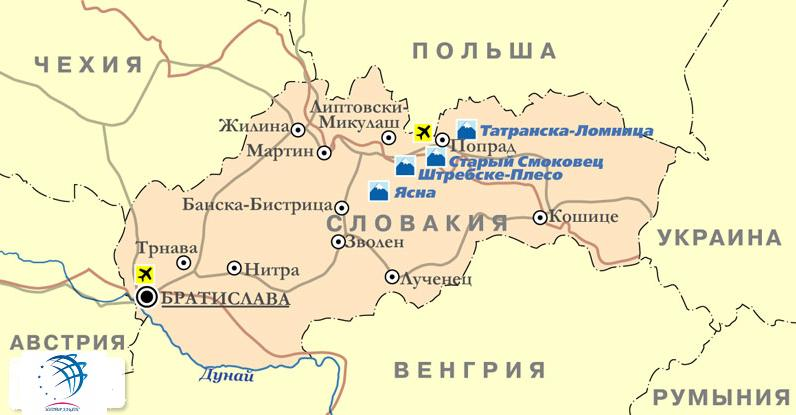 ПОЛЬША
ЧЕХИЯ
Липтовски-
Микулаш
Жилина
Татранска-Ломница
Попрад
Мартин
Старый Смоковец
Штребске-Плесо
Ясна
Банска-Бистрица
СЛОВАКИЯ
Кошице
УКРАИНА
Зволен
Трнава
Нитра
Лученец
БРАТИСЛАВА
АВСТРИЯ
Дунай
ВЕНГРИЯ
РУМЫНИЯ